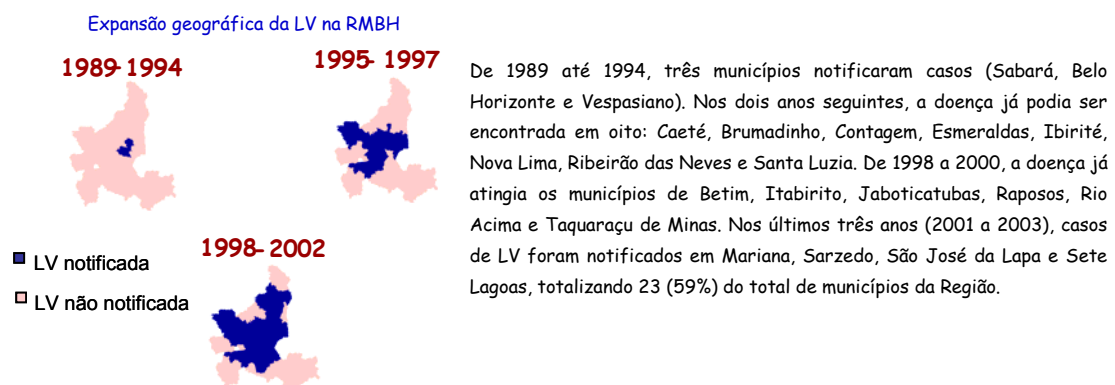 Expansão geográfica da LV na RMBH
1989-1994
1995-1997
De 1989 até 1994, três municípios notificaram casos (Sabará, Belo
Horizonte e Vespasiano). Nos dois anos seguintes, a doença já podia ser
encontrada em oito: Caeté, Brumadinho, Contagem, Esmeraldas, Ibirité,
Nova Lima, Ribeirão das Neves e Santa Luzia. De 1998 a 2000, a doença já
atingia os municípios de Betim, Itabirito, Jaboticatubas, Raposos, Rio
Acima e Taquaraçu de Minas. Nos últimos três anos (2001 a 2003), casos
de LV foram notificados em Mariana, Sarzedo, São José da Lapa e Sete
Lagoas, totalizando 23 (59%) do total de municípios da Região.
1998-2002
LV notificada
LV não notificada